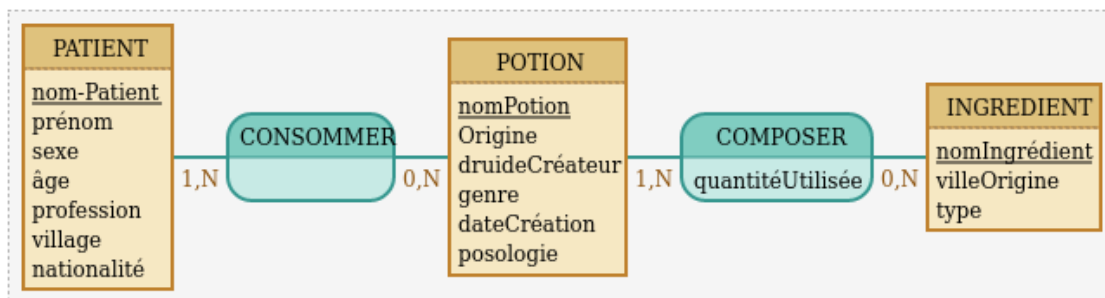 PATIENT
nom-Patient
prénom
sexe
âge
profession
village
nationalité
1,N
CONSOMMER
0,N
POTION
nomPotion
Origine
druideCréateur
genre
dateCréation
posologie
1,N
COMPOSER
quantitéUtilisée
0,N
INGREDIENT
nomIngrédient
villeOrigine
type